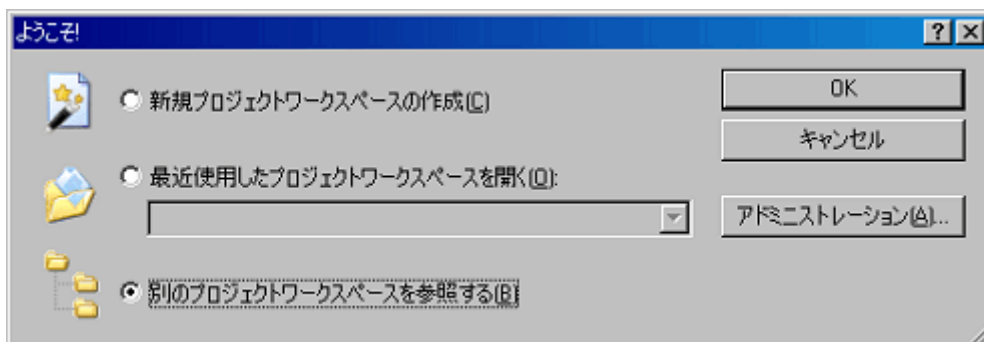 ようこそ!
新規プロジェクトワークスペースの作成(C)
OK
キャンセル
最近使用したプロジェクトワークスペースを開く(O):
アドミニストレーション(A)...
別のプロジェクトワークスペースを参照する(B)